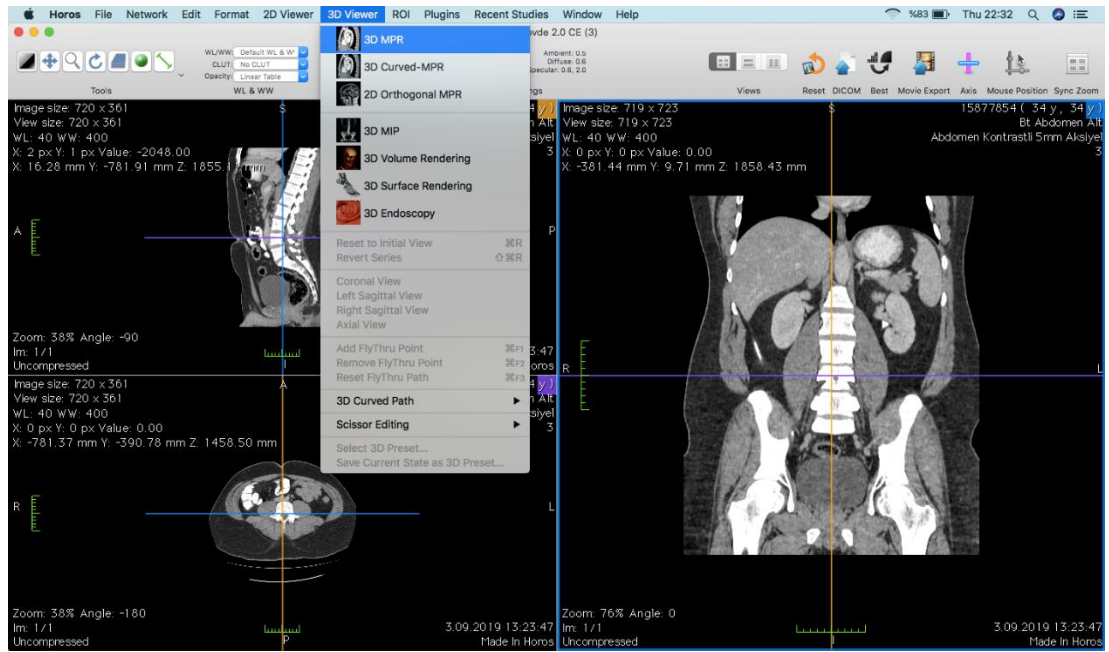 Horos File Network Edit Format 2D Viewer 3D Viewer ROI Plugins Recent Studies Window Help
%83 Thu 22:32
2.0 CE (3)
WL/WW: Default WL & W
CLUT: No CLUT
Opacity: Linear Table
Ambient: 0.6
Diffuse: 0.6
0.8, 2.0
Tools WL & WW Views Reset DICOM Best Movie Export Axis Mouse Position Sync Zoom
3D MPR
3D Curved-MPR
2D Orthogonal MPR
3D MIP
3D Volume Rendering
3D Surface Rendering
3D Endoscopy
Reset to Initial View ⌘R
Revert Series ⇧⌘R
Coronal View
Left Sagittal View
Right Sagittal View
Axial View
Add FlyThru Point ⌘F1
Remove FlyThru Point ⌘F2
Reset FlyThru Path ⌘F3
3D Curved Path
Scissor Editing
Select 3D Preset...
Save Current State as 3D Preset...
Image size: 720 x 361
View size: 720 x 361
WL: 40 WW: 400
X: 2 px Y: 1 px Value: -2048.00
X: 16.28 mm Y: -781.91 mm Z: 1855.1
S
A
P
Zoom: 38% Angle: -90
Im: 1/1
Uncompressed
I
3:47
Image size: 720 x 361
View size: 720 x 361
WL: 40 WW: 400
X: 0 px Y: 0 px Value: 0.00
X: -781.37 mm Y: -390.78 mm Z: 1458.50 mm
A
R
L
Zoom: 38% Angle: -180
Im: 1/1
Uncompressed
P
3.09.2019 13:23:47
Made In Horos
Image size: 719 x 723
View size: 719 x 723
WL: 40 WW: 400
X: 0 px Y: 0 px Value: 0.00
X: -381.44 mm Y: 9.71 mm Z: 1858.43 mm
S
15877854 ( 34 y, 34 y )
Bt Abdomen Alt
Abdomen Kontrastli 5mm Aksiyel
3
R
L
Zoom: 76% Angle: 0
Im: 1/1
Uncompressed
I
3.09.2019 13:23:47
Made In Horos